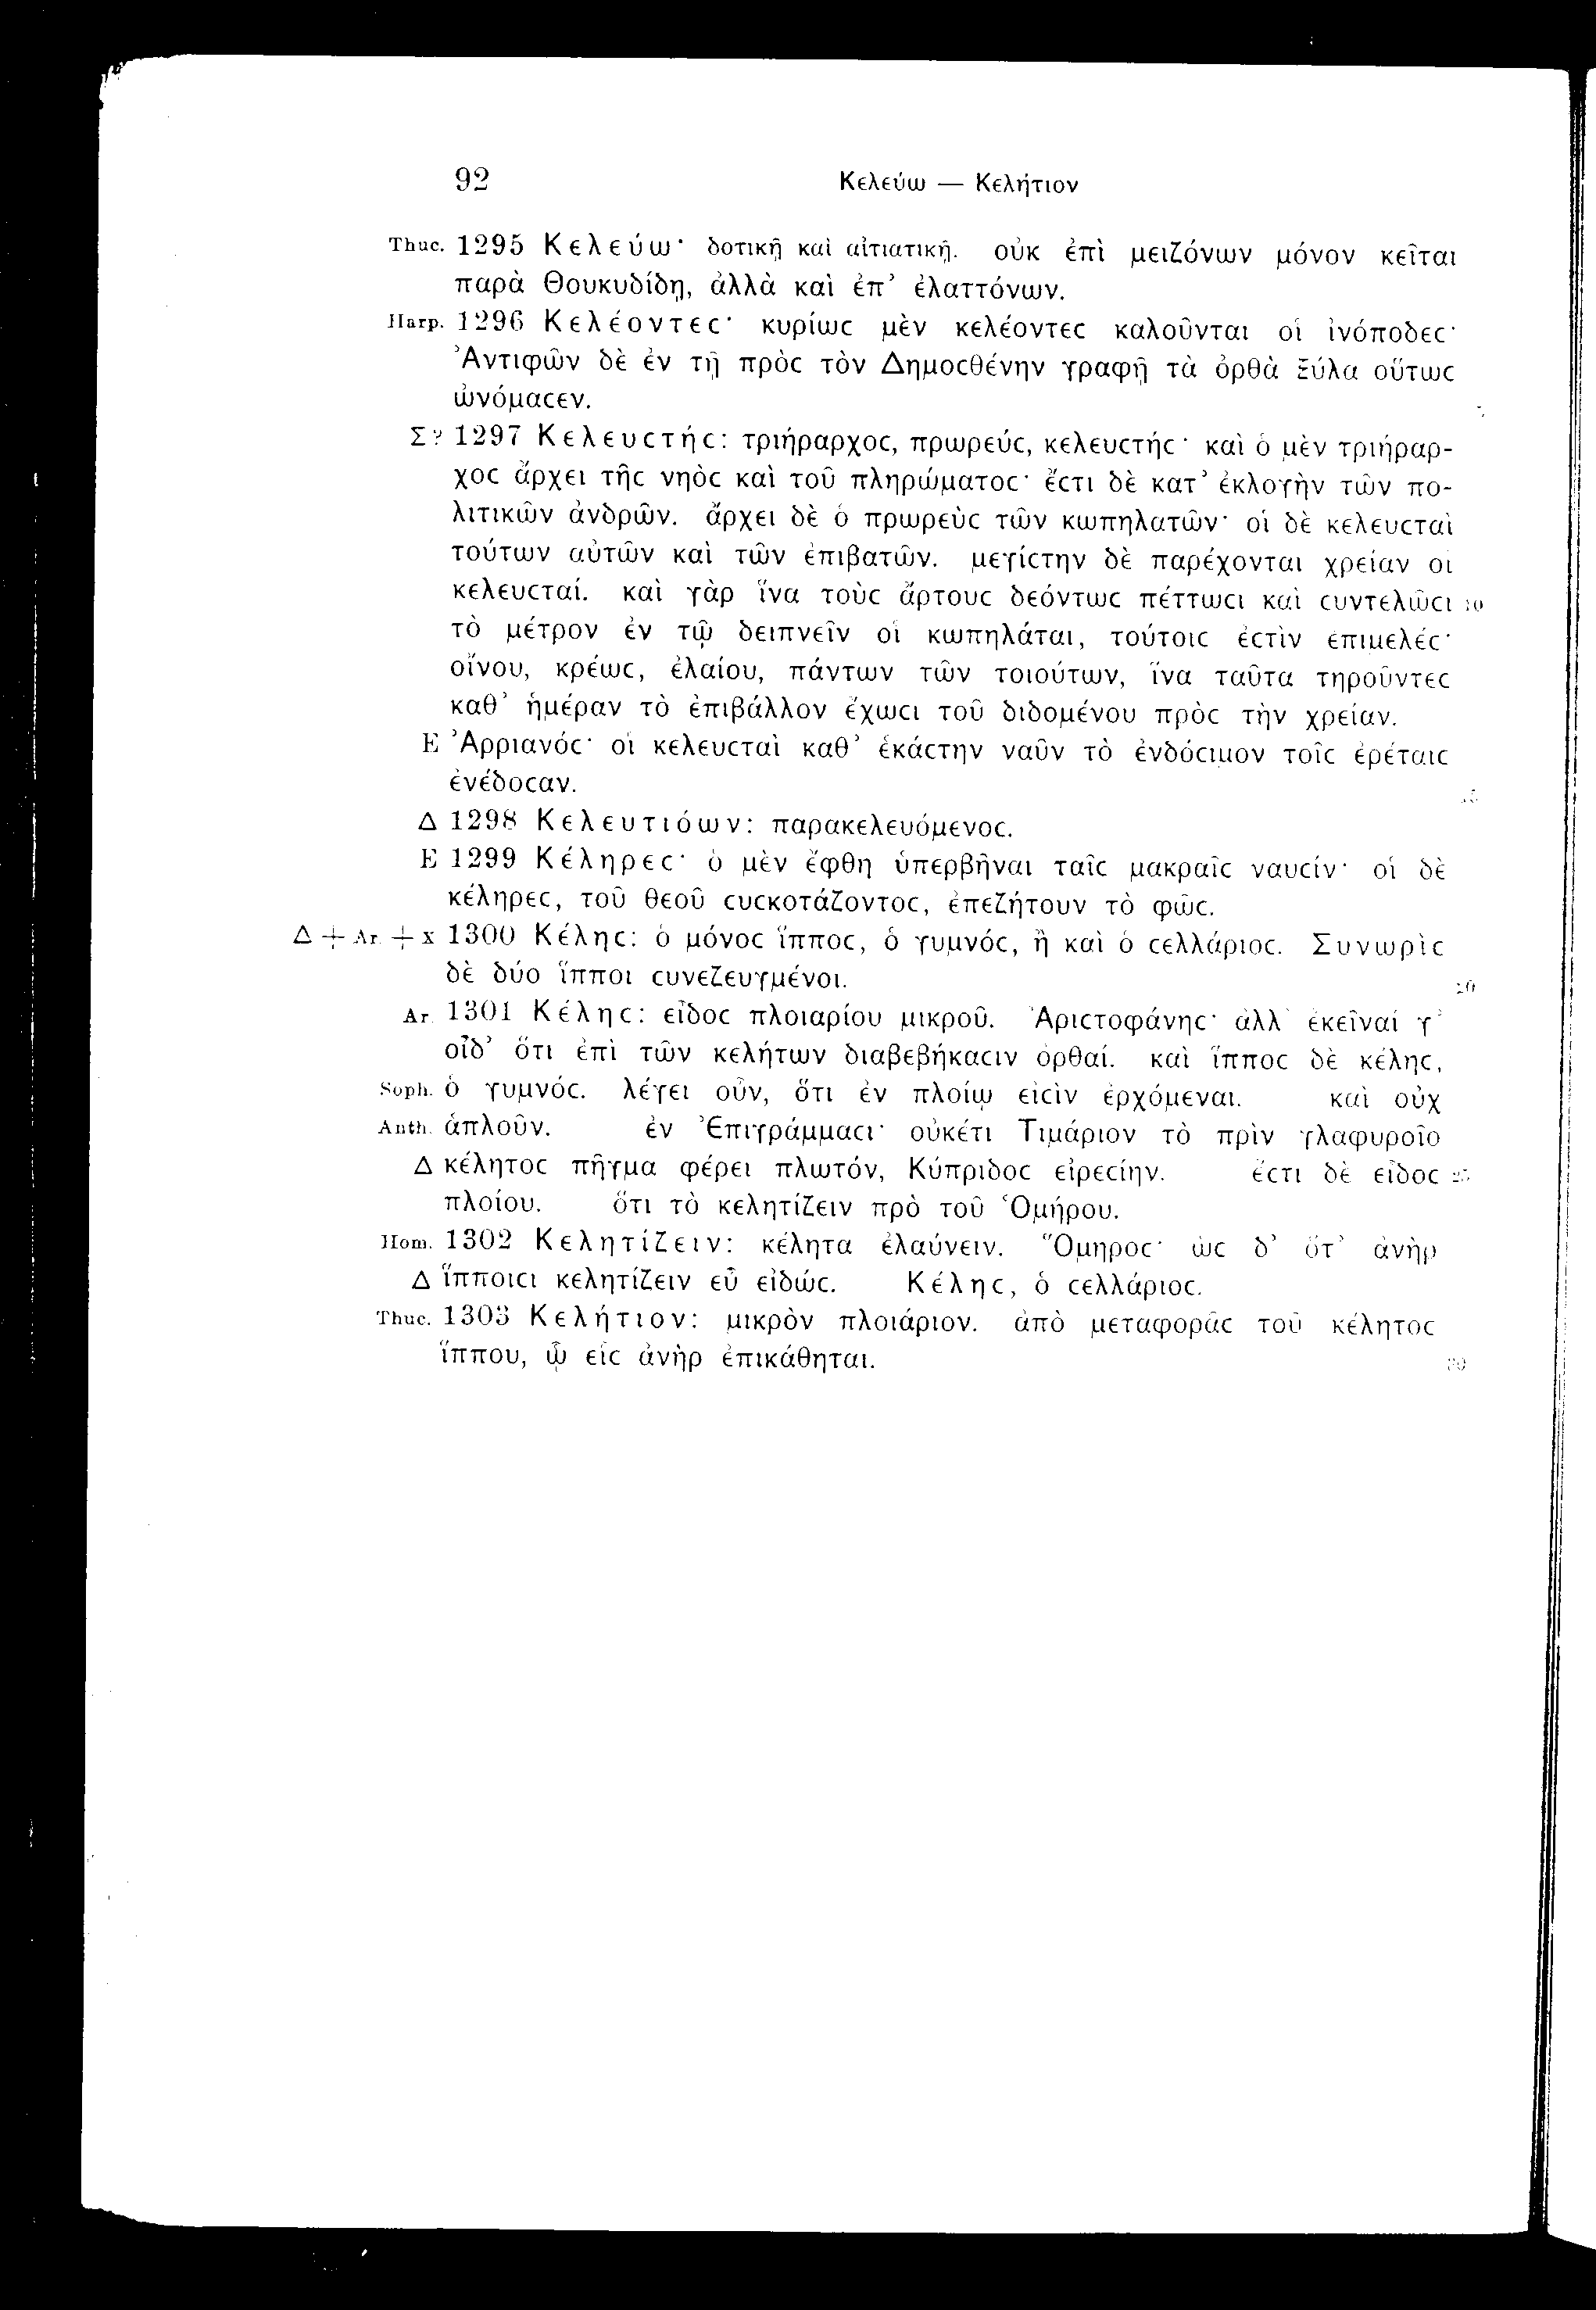 92 Κελεύω — Κελήτιον
Thuc. 1295 Κελεύω· δοτικῇ καὶ αἰτιατικῇ. οὐκ ἐπὶ μειζόνων μόνον κεῖται
παρὰ Θουκυδίδῃ, ἀλλὰ καὶ ἐπ’ ἐλαττόνων.
Harp. 1296 Κελέοντεϲ· κυρίωϲ μὲν κελέοντεϲ καλοῦνται οἱ ἱνόποδεϲ·
Ἀντιφῶν δὲ ἐν τῇ πρὸϲ τὸν Δημοϲθένην γραφῇ τὰ ὀρθὰ ξύλα οὕτωϲ
ὠνόμαϲεν.
Σ? 1297 Κελευϲτήϲ: τριήραρχοϲ, πρωρεύϲ, κελευϲτήϲ· καὶ ὁ μὲν τριήραρ-
χοϲ ἄρχει τῆϲ νηὸϲ καὶ τοῦ πληρώματοϲ· ἔϲτι δὲ κατ’ ἐκλογὴν τῶν πο-
λιτικῶν ἀνδρῶν. ἄρχει δὲ ὁ πρωρεὺϲ τῶν κωπηλατῶν· οἱ δὲ κελευϲταὶ
τούτων αὐτῶν καὶ τῶν ἐπιβατῶν. μεγίϲτην δὲ παρέχονται χρείαν οἱ
κελευϲταί. καὶ γὰρ ἵνα τοὺϲ ἄρτουϲ δεόντωϲ πέττωϲι καὶ ϲυντελῶϲι 10
τὸ μέτρον ἐν τῷ δειπνεῖν οἱ κωπηλάται, τούτοιϲ ἐϲτὶν ἐπιμελέϲ·
οἴνου, κρέωϲ, ἐλαίου, πάντων τῶν τοιούτων, ἵνα ταῦτα τηροῦντεϲ
καθ’ ἡμέραν τὸ ἐπιβάλλον ἔχωϲι τοῦ διδομένου πρὸϲ τὴν χρείαν.
E Ἀρριανόϲ· οἱ κελευϲταὶ καθ’ ἑκάϲτην ναῦν τὸ ἐνδόϲιμον τοῖϲ ἐρέταιϲ
ἐνέδοϲαν.
Δ 1298 Κελευτιόων: παρακελευόμενοϲ.
E 1299 Κέληρεϲ· ὁ μὲν ἔφθη ὑπερβῆναι ταῖϲ μακραῖϲ ναυϲίν· οἱ δὲ
κέληρεϲ, τοῦ θεοῦ ϲυϲκοτάζοντοϲ, ἐπεζήτουν τὸ φῶϲ.
Δ + Ar. + x 1300 Κέληϲ: ὁ μόνοϲ ἵπποϲ, ὁ γυμνόϲ, ἢ καὶ ὁ ϲελλάριοϲ. Συνωρὶϲ
δὲ δύο ἵπποι ϲυνεζευγμένοι. 20
Ar. 1301 Κέληϲ: εἶδοϲ πλοιαρίου μικροῦ. Ἀριϲτοφάνηϲ· ἀλλ’ ἐκεῖναί γ’
οἶδ’ ὅτι ἐπὶ τῶν κελήτων διαβεβήκαϲιν ὀρθαί. καὶ ἵπποϲ δὲ κέληϲ,
Soph. ὁ γυμνόϲ. λέγει οὖν, ὅτι ἐν πλοίῳ εἰϲὶν ἐρχόμεναι. καὶ οὐχ
Anth. ἁπλοῦν. ἐν Ἐπιγράμμαϲι· οὐκέτι Τιμάριον τὸ πρὶν γλαφυροῖο
Δ κέλητοϲ πῆγμα φέρει πλωτόν, Κύπριδοϲ εἰρεϲίην. ἔϲτι δὲ εἶδοϲ 25
πλοίου. ὅτι τὸ κελητίζειν πρὸ τοῦ Ὁμήρου.
Hom. 1302 Κελητίζειν: κέλητα ἐλαύνειν. Ὅμηροϲ· ὡϲ δ’ ὅτ’ ἀνὴρ
Δ ἵπποιϲι κελητίζειν εὖ εἰδώϲ. Κέληϲ, ὁ ϲελλάριοϲ.
Thuc. 1303 Κελήτιον: μικρὸν πλοιάριον. ἀπὸ μεταφορᾶϲ τοῦ κέλητοϲ
ἵππου, ᾧ εἷϲ ἀνὴρ ἐπικάθηται. 30